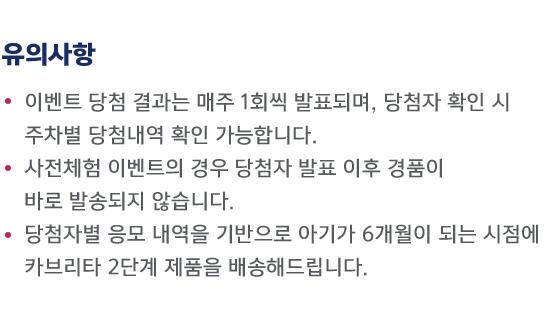 유의사항
• 이벤트 당첨 결과는 매주 1회씩 발표되며, 당첨자 확인 시
주차별 당첨내역 확인 가능합니다.
• 사전체험 이벤트의 경우 당첨자 발표 이후 경품이
바로 발송되지 않습니다.
• 당첨자별 응모 내역을 기반으로 아기가 6개월이 되는 시점에
카브리타 2단계 제품을 배송해드립니다.